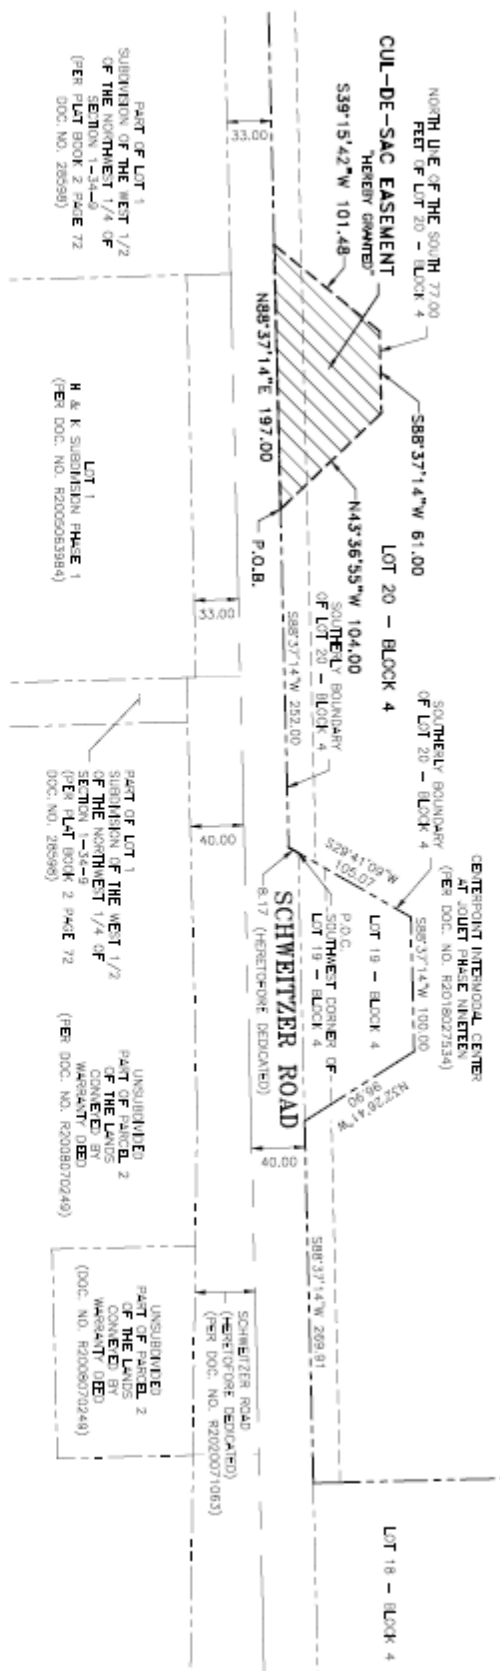 NORTH LINE OF THE SOUTH 77.00
FEET OF LOT 20 - BLOCK 4
CUL-DE-SAC EASEMENT
"HEREBY GRANTED"
S39°15'42"W 101.48
33.00
PART OF LOT 1
SUBDIVISION OF THE WEST 1/2
OF THE NORTHWEST 1/4 OF
SECTION 1-34-9
(PER PLAT BOOK 2 PAGE 72
DOC. NO. 28598)
S88°37'14"W 61.00
N88°37'14"E 197.00
N43°36'55"W 104.00
P.O.B.
LOT 20 - BLOCK 4
LOT 1
H & K SUBDIVISION PHASE 1
(PER DOC. NO. R2005063984)
33.00
SOUTHERLY BOUNDARY
OF LOT 20 - BLOCK 4
S88°37'14"W 252.00
SOUTHERLY BOUNDARY
OF LOT 20 - BLOCK 4
40.00
PART OF LOT 1
SUBDIVISION OF THE WEST 1/2
OF THE NORTHWEST 1/4 OF
SECTION 1-34-9
(PER PLAT BOOK 2 PAGE 72
DOC. NO. 28598)
CENTERPOINT INTERMODAL CENTER
AT JOLIET PHASE NINETEEN
(PER DOC. NO. R2018027534)
S29°41'09"W
105.07
S88°37'14"W 100.00
LOT 19 - BLOCK 4
N32°26'41"W
96.90
P.O.C.
SOUTHWEST CORNER OF
LOT 19 - BLOCK 4
SCHWEITZER ROAD
8.17 (HERETOFORE DEDICATED)
40.00
UNSUBDIVIDED
PART OF PARCEL 2
OF THE LANDS
CONVEYED BY
WARRANTY DEED
(PER DOC. NO. R2008070249)
S88°37'14"W 269.91
SCHWEITZER ROAD
(HERETOFORE DEDICATED)
(PER DOC. NO. R2020071063)
UNSUBDIVIDED
PART OF PARCEL 2
OF THE LANDS
CONVEYED BY
WARRANTY DEED
(DOC. NO. R2008070249)
LOT 18 - BLOCK 4